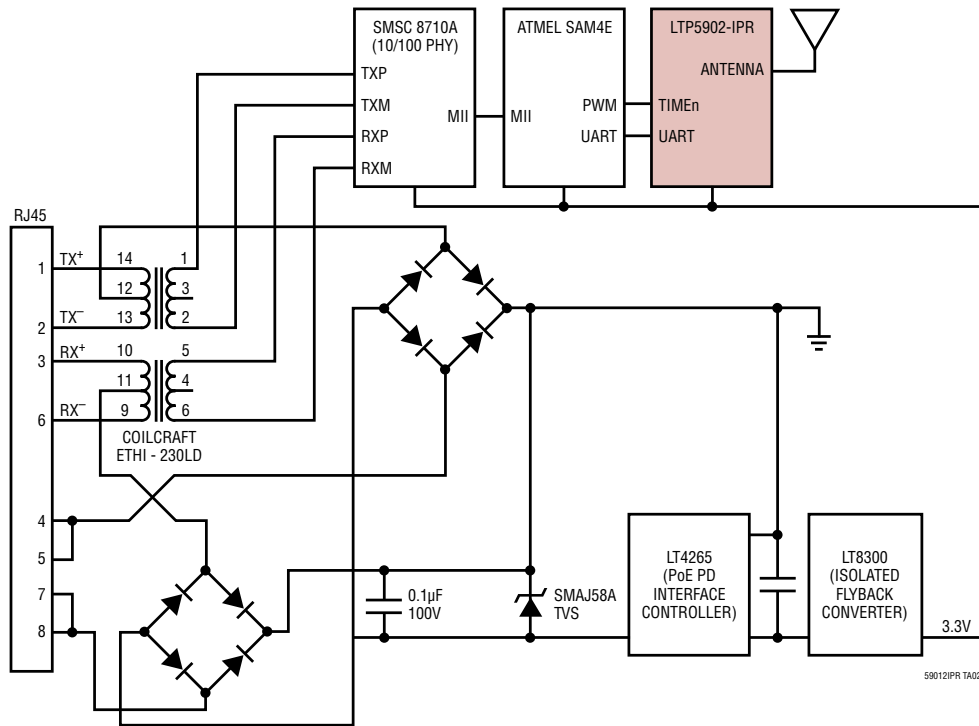 SMSC 8710A
(10/100 PHY)
TXP
TXM
RXP
RXM
MII
ATMEL SAM4E
MII
PWM
UART
LTP5902-IPR
ANTENNA
TIMEn
UART
RJ45
1
TX+
14
1
12
3
2
TX–
13
2
3
RX+
10
5
11
4
6
RX–
9
6
COILCRAFT
ETHI - 230LD
4
5
7
8
0.1µF
100V
SMAJ58A
TVS
LT4265
(PoE PD
INTERFACE
CONTROLLER)
LT8300
(ISOLATED
FLYBACK
CONVERTER)
3.3V
59012IPR TA02